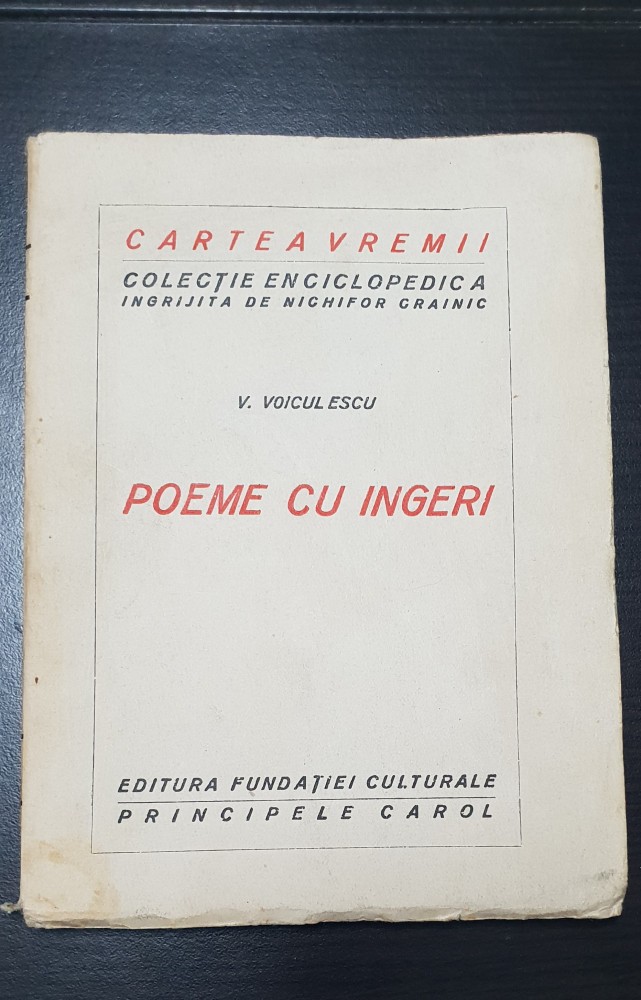 CARTEA VREMII
COLECȚIE ENCICLOPEDICA
INGRIJITA DE NICHIFOR CRAINIC
V. VOICULESCU
POEME CU INGERI
EDITURA FUNDAȚIEI CULTURALE
PRINCIPELE CAROL